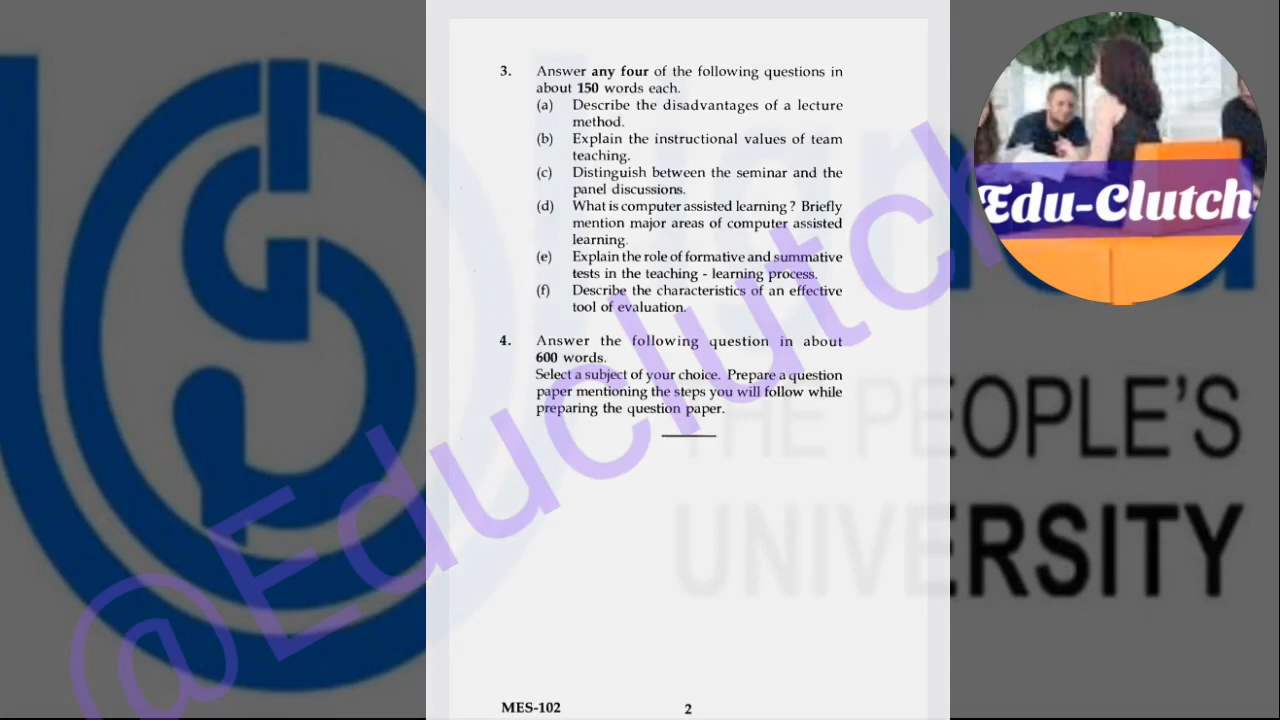 3. Answer any four of the following questions in
about 150 words each.
(a) Describe the disadvantages of a lecture
method.
(b) Explain the instructional values of team
teaching.
(c) Distinguish between the seminar and the
panel discussions.
(d) What is computer assisted learning ? Briefly
mention major areas of computer assisted
learning.
(e) Explain the role of formative and summative
tests in the teaching - learning process.
(f) Describe the characteristics of an effective
tool of evaluation.
4. Answer the following question in about
600 words.
Select a subject of your choice. Prepare a question
paper mentioning the steps you will follow while
preparing the question paper.
MES-102 2
@Educlutch
Edu-Clutch
THE PEOPLE'S
UNIVERSITY